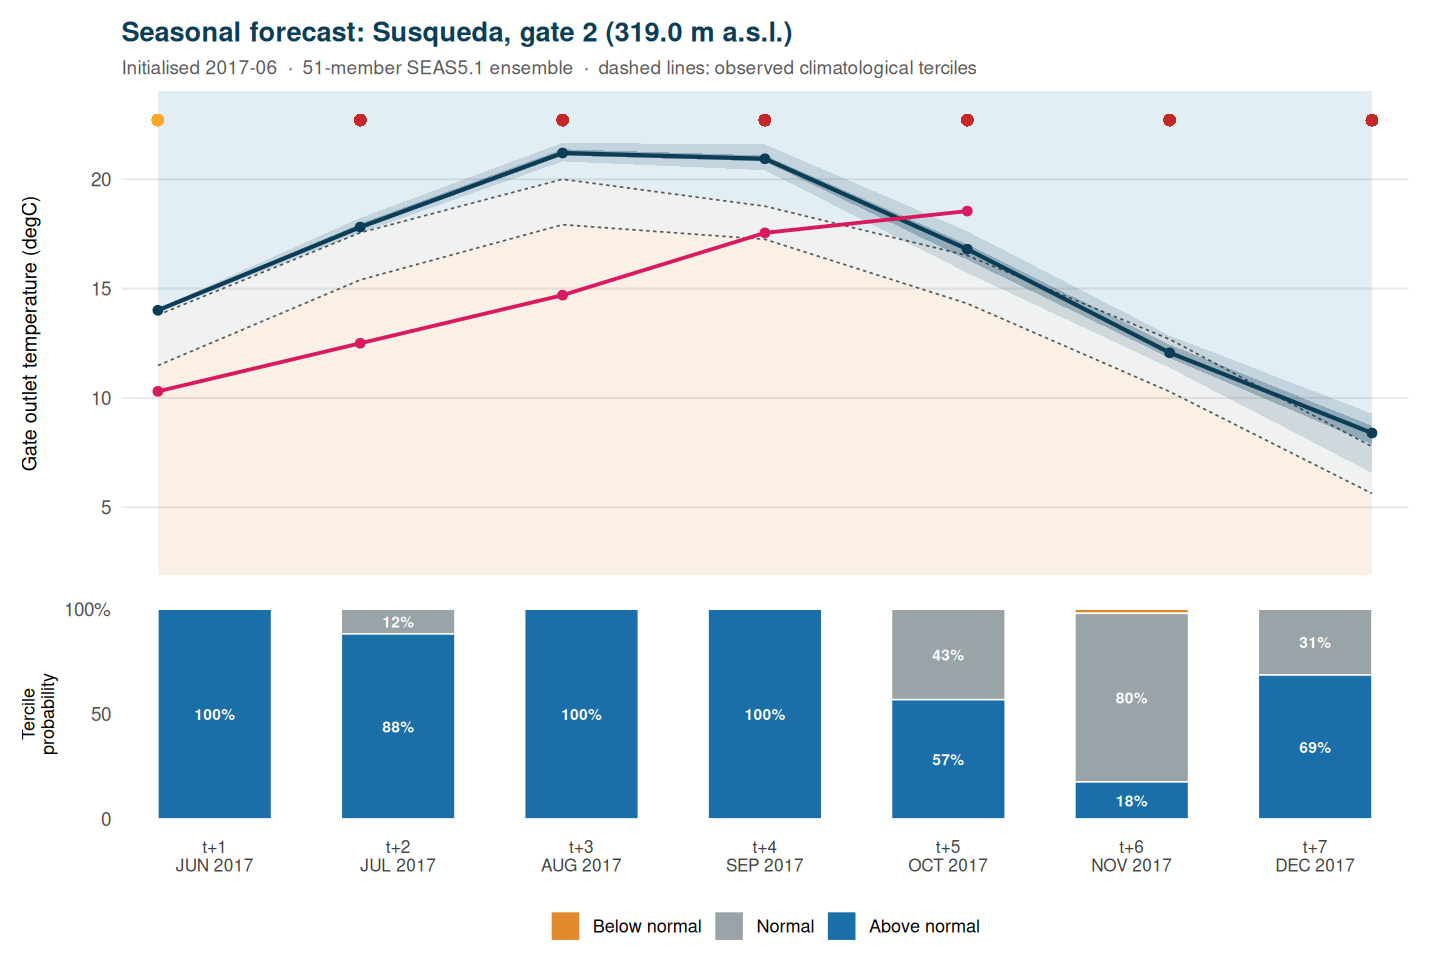 Seasonal forecast: Susqueda, gate 2 (319.0 m a.s.l.)
Initialised 2017-06 · 51-member SEAS5.1 ensemble · dashed lines: observed climatological terciles
Gate outlet temperature (degC)
20
15
10
5
Tercile
probability
100%
50
0
100%
12%
88%
100%
100%
43%
57%
80%
18%
31%
69%
t+1
JUN 2017
t+2
JUL 2017
t+3
AUG 2017
t+4
SEP 2017
t+5
OCT 2017
t+6
NOV 2017
t+7
DEC 2017
Below normal
Normal
Above normal